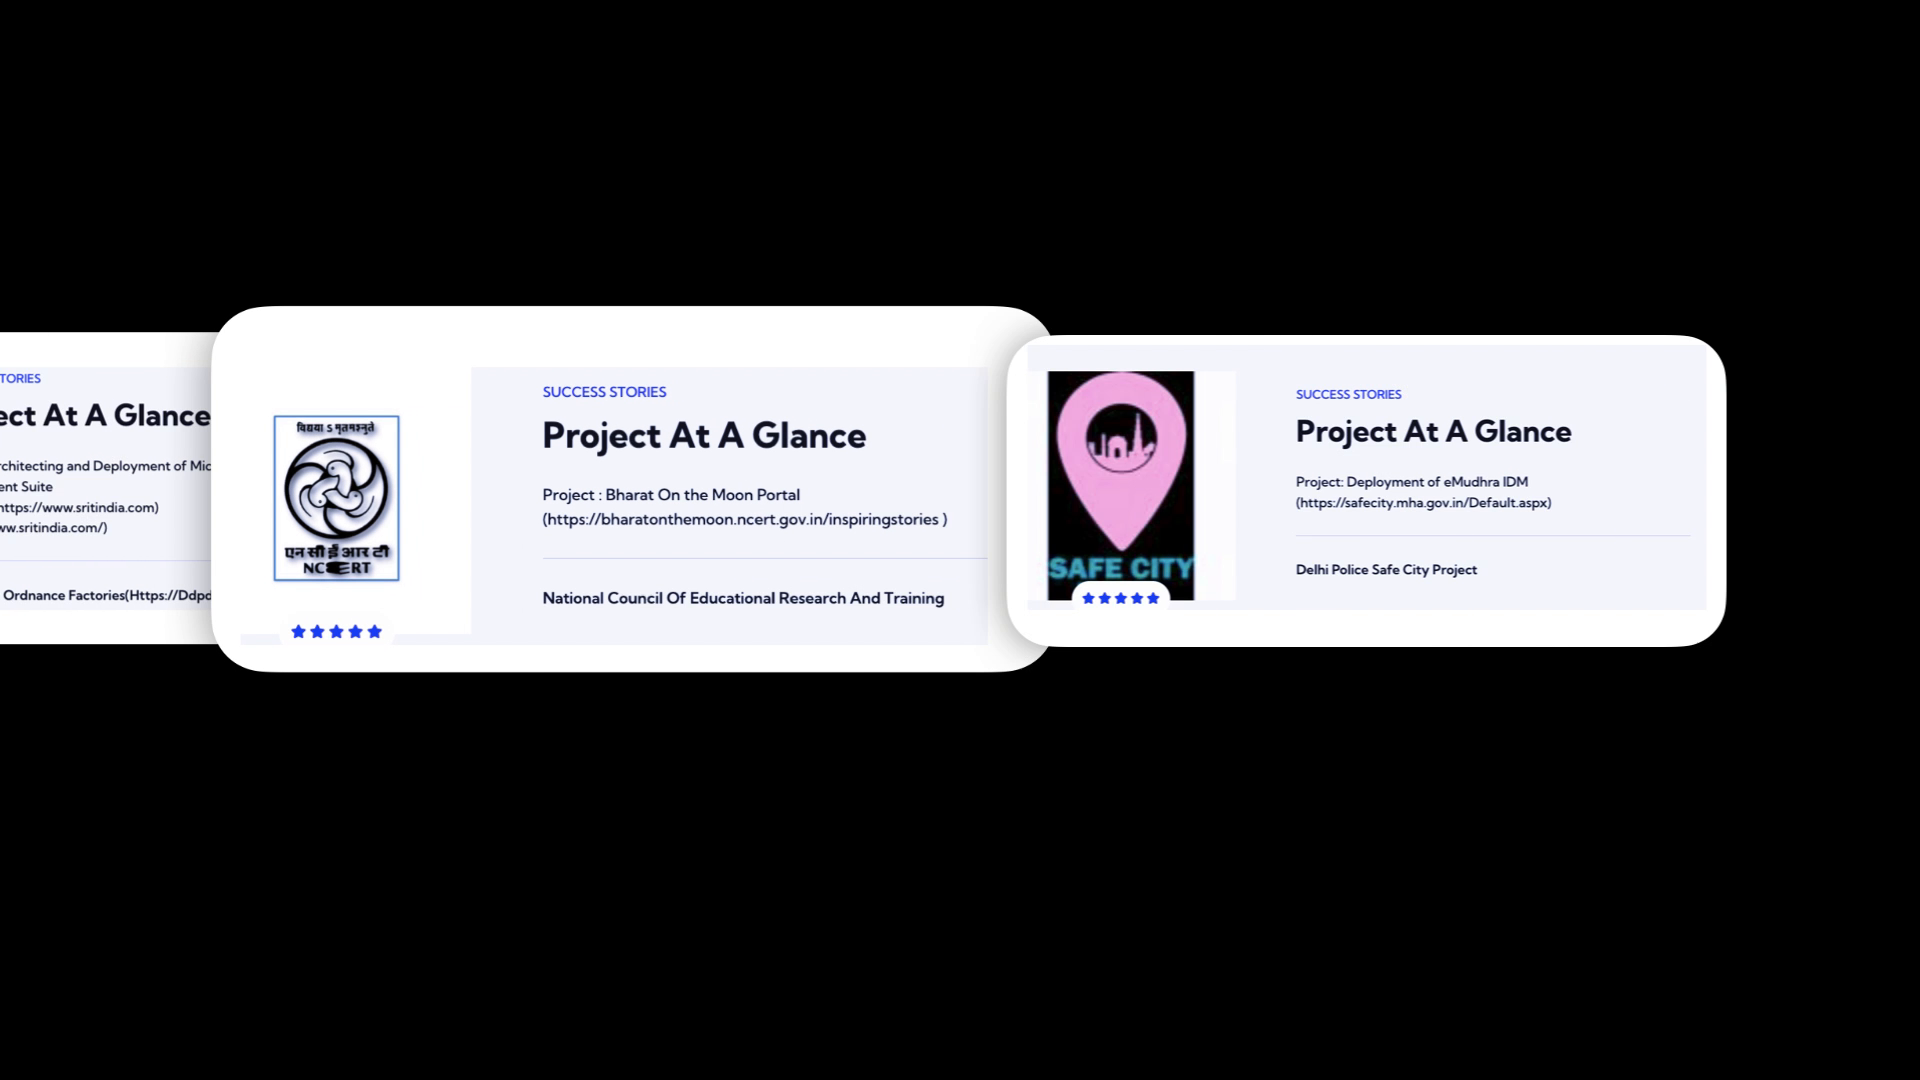 TORIES
ect At A Glance
rchitecting and Deployment of Mic
ent Suite
https://www.sritindia.com)
ww.sritindia.com/)
Ordnance Factories(Https://Ddpd
विद्यया ऽ मृतमश्नुते
एन सी ई आर टी
NCERT
SUCCESS STORIES
Project At A Glance
Project : Bharat On the Moon Portal
(https://bharatonthemoon.ncert.gov.in/inspiringstories )
National Council Of Educational Research And Training
SAFE CITY
SUCCESS STORIES
Project At A Glance
Project: Deployment of eMudhra IDM
(https://safecity.mha.gov.in/Default.aspx)
Delhi Police Safe City Project